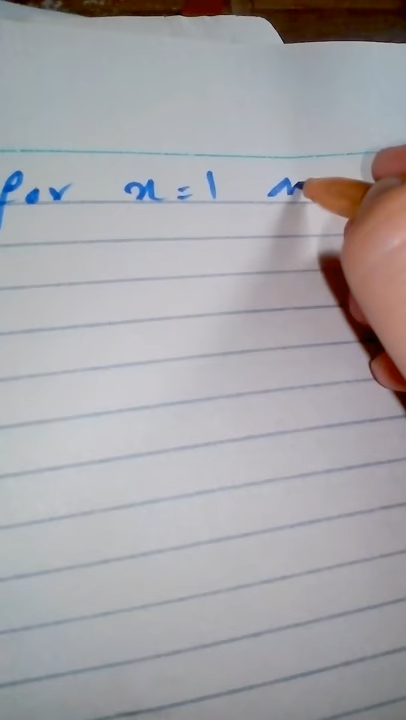 for x = 1